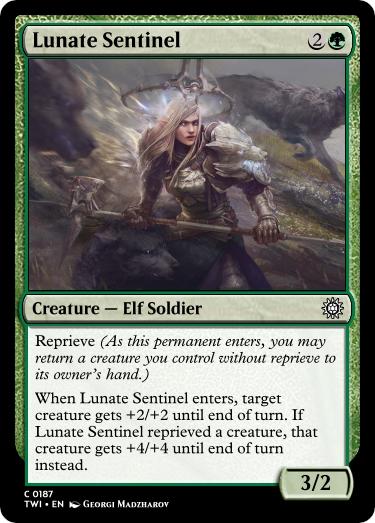 Lunate Sentinel 2
Creature — Elf Soldier
Reprieve (As this permanent enters, you may
return a creature you control without reprieve to
its owner's hand.)
When Lunate Sentinel enters, target
creature gets +2/+2 until end of turn. If
Lunate Sentinel reprieved a creature, that
creature gets +4/+4 until end of turn
instead.
3/2
C 0187
TWI • EN Georgi Madzharov